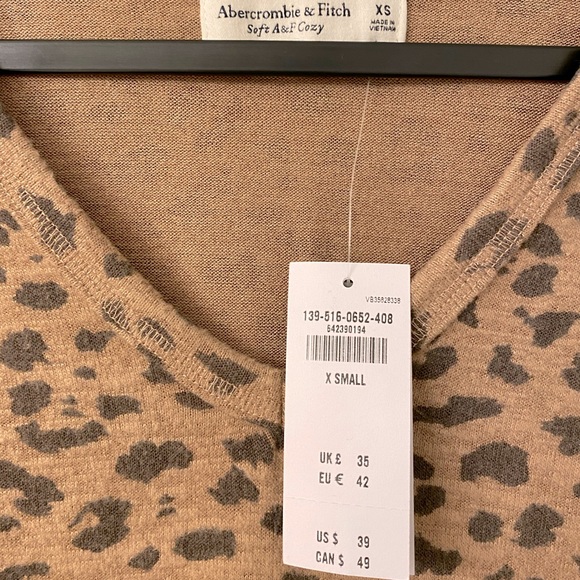 Abercrombie & Fitch XS
Soft A&F Cozy
MADE IN
VIETNAM
VB35826338
139-516-0652-408
642390194
X SMALL
UK £ 35
EU € 42
US $ 39
CAN $ 49